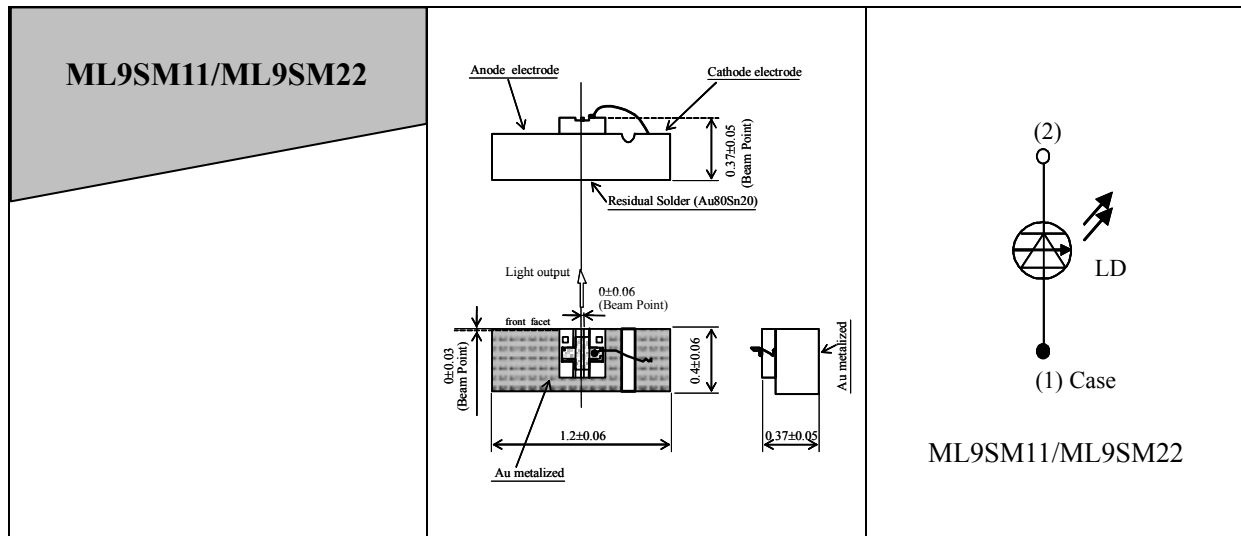 ML9SM11/ML9SM22
Anode electrode
Cathode electrode
0.37±0.05
(Beam Point)
Residual Solder (Au80Sn20)
Light output
0±0.06
(Beam Point)
front facet
0±0.03
(Beam Point)
0.4±0.06
Au metalized
1.2±0.06
0.37±0.05
Au metalized
(2)
LD
(1) Case
ML9SM11/ML9SM22